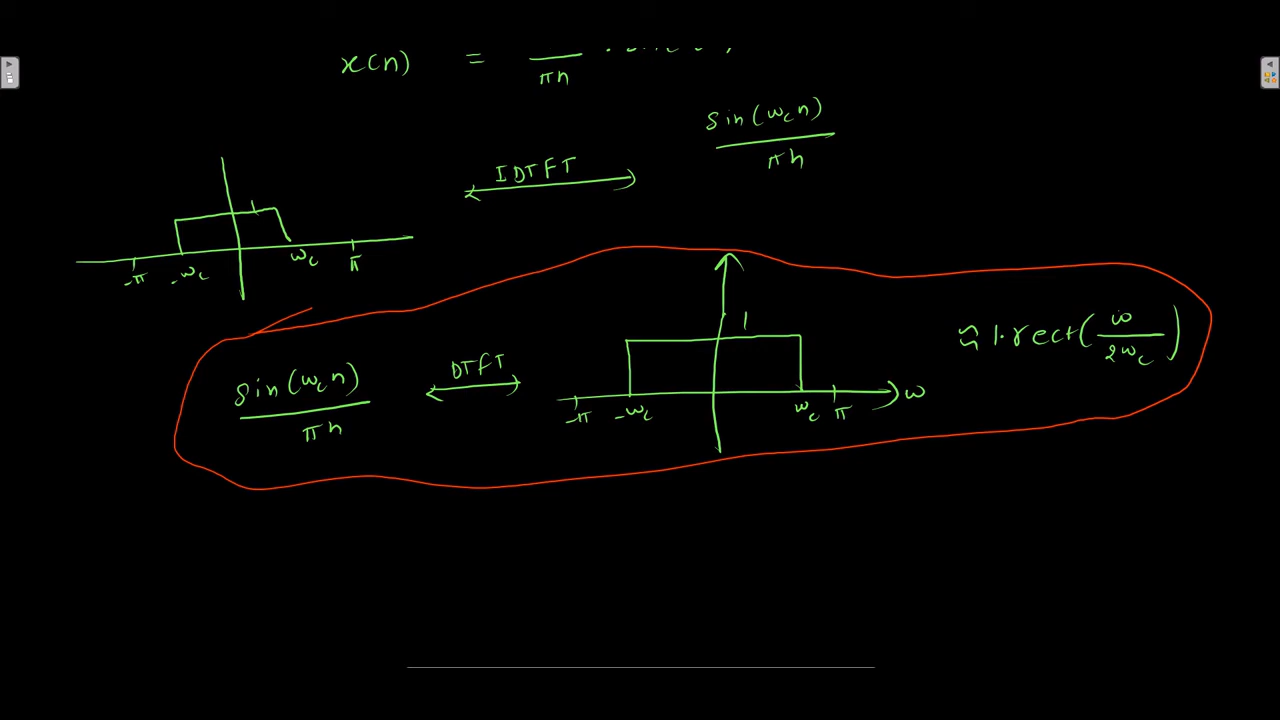 x(n) =
πn
sin(ω_c n)
πn
IDTFT
1
-π -ω_c ω_c π
sin(ω_c n)
πn
DTFT
1
-π -ω_c ω_c π ω
≈ 1·rect(ω/2ω_c)